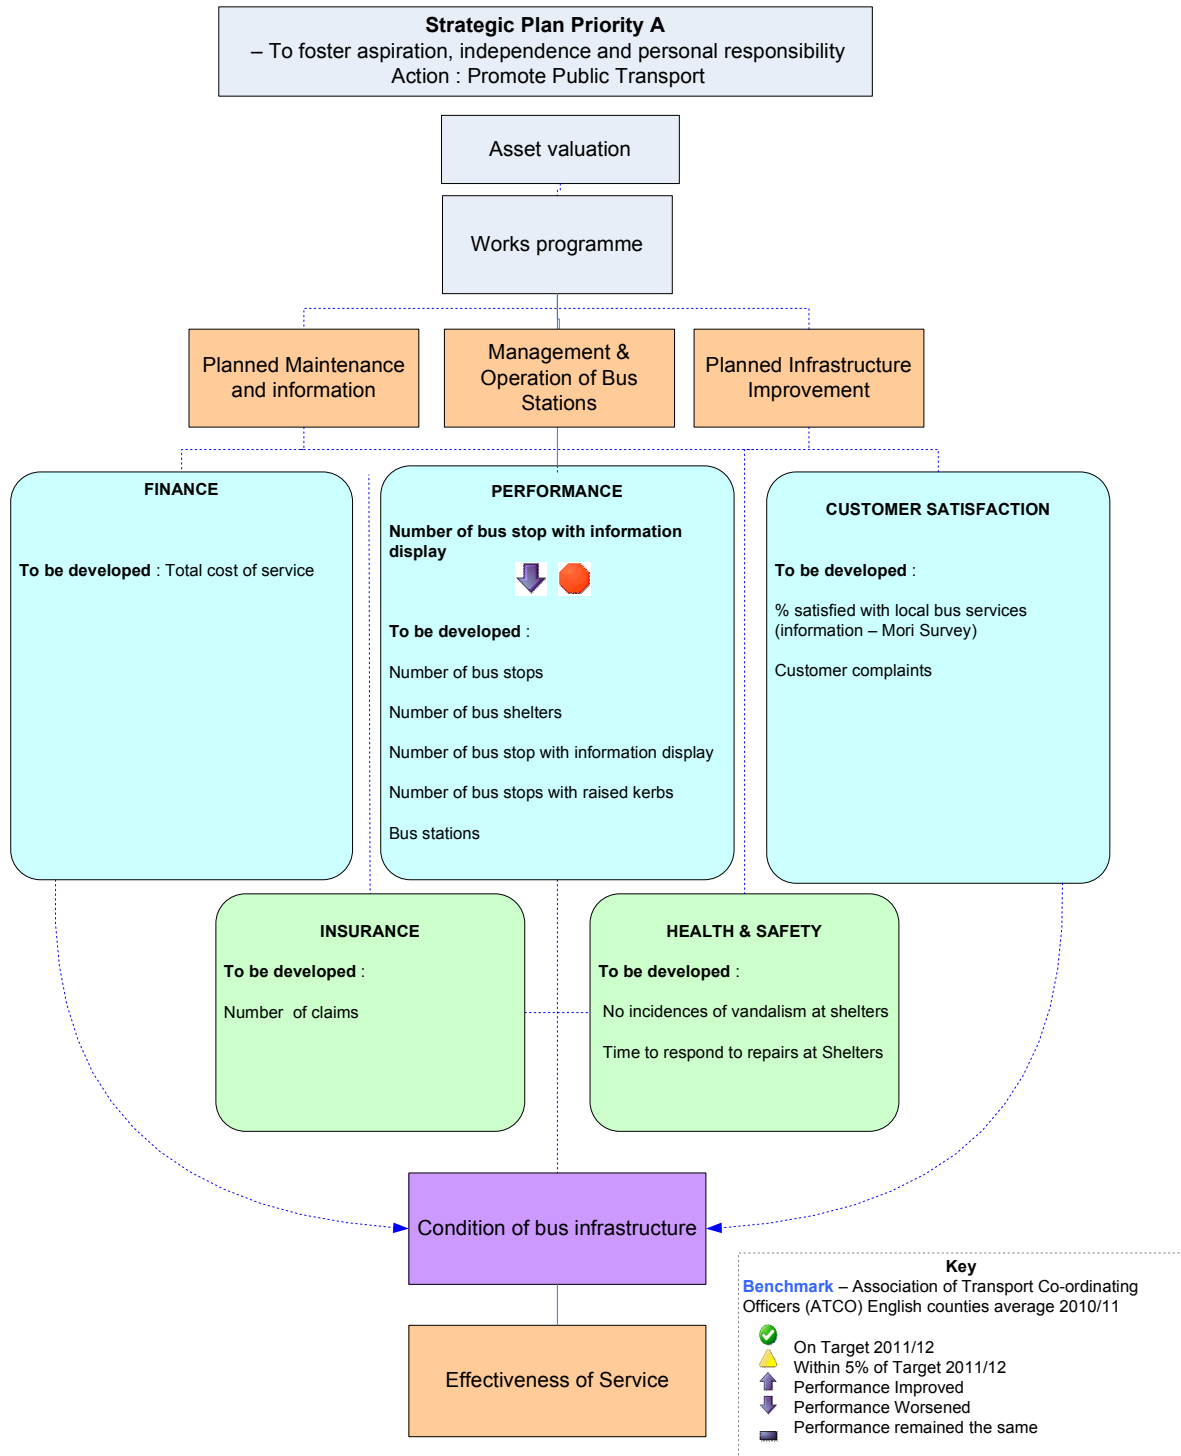 Strategic Plan Priority A
– To foster aspiration, independence and personal responsibility
Action : Promote Public Transport
Asset valuation
Works programme
Planned Maintenance
and information
Management &
Operation of Bus
Stations
Planned Infrastructure
Improvement
FINANCE
To be developed : Total cost of service
PERFORMANCE
Number of bus stop with information
display
To be developed :
Number of bus stops
Number of bus shelters
Number of bus stop with information display
Number of bus stops with raised kerbs
Bus stations
CUSTOMER SATISFACTION
To be developed :
% satisfied with local bus services
(information – Mori Survey)
Customer complaints
INSURANCE
To be developed :
Number  of claims
HEALTH & SAFETY
To be developed :
No incidences of vandalism at shelters
Time to respond to repairs at Shelters
Condition of bus infrastructure
Effectiveness of Service
Key
Benchmark – Association of Transport Co-ordinating
Officers (ATCO) English counties average 2010/11
On Target 2011/12
Within 5% of Target 2011/12
Performance Improved
Performance Worsened
Performance remained the same